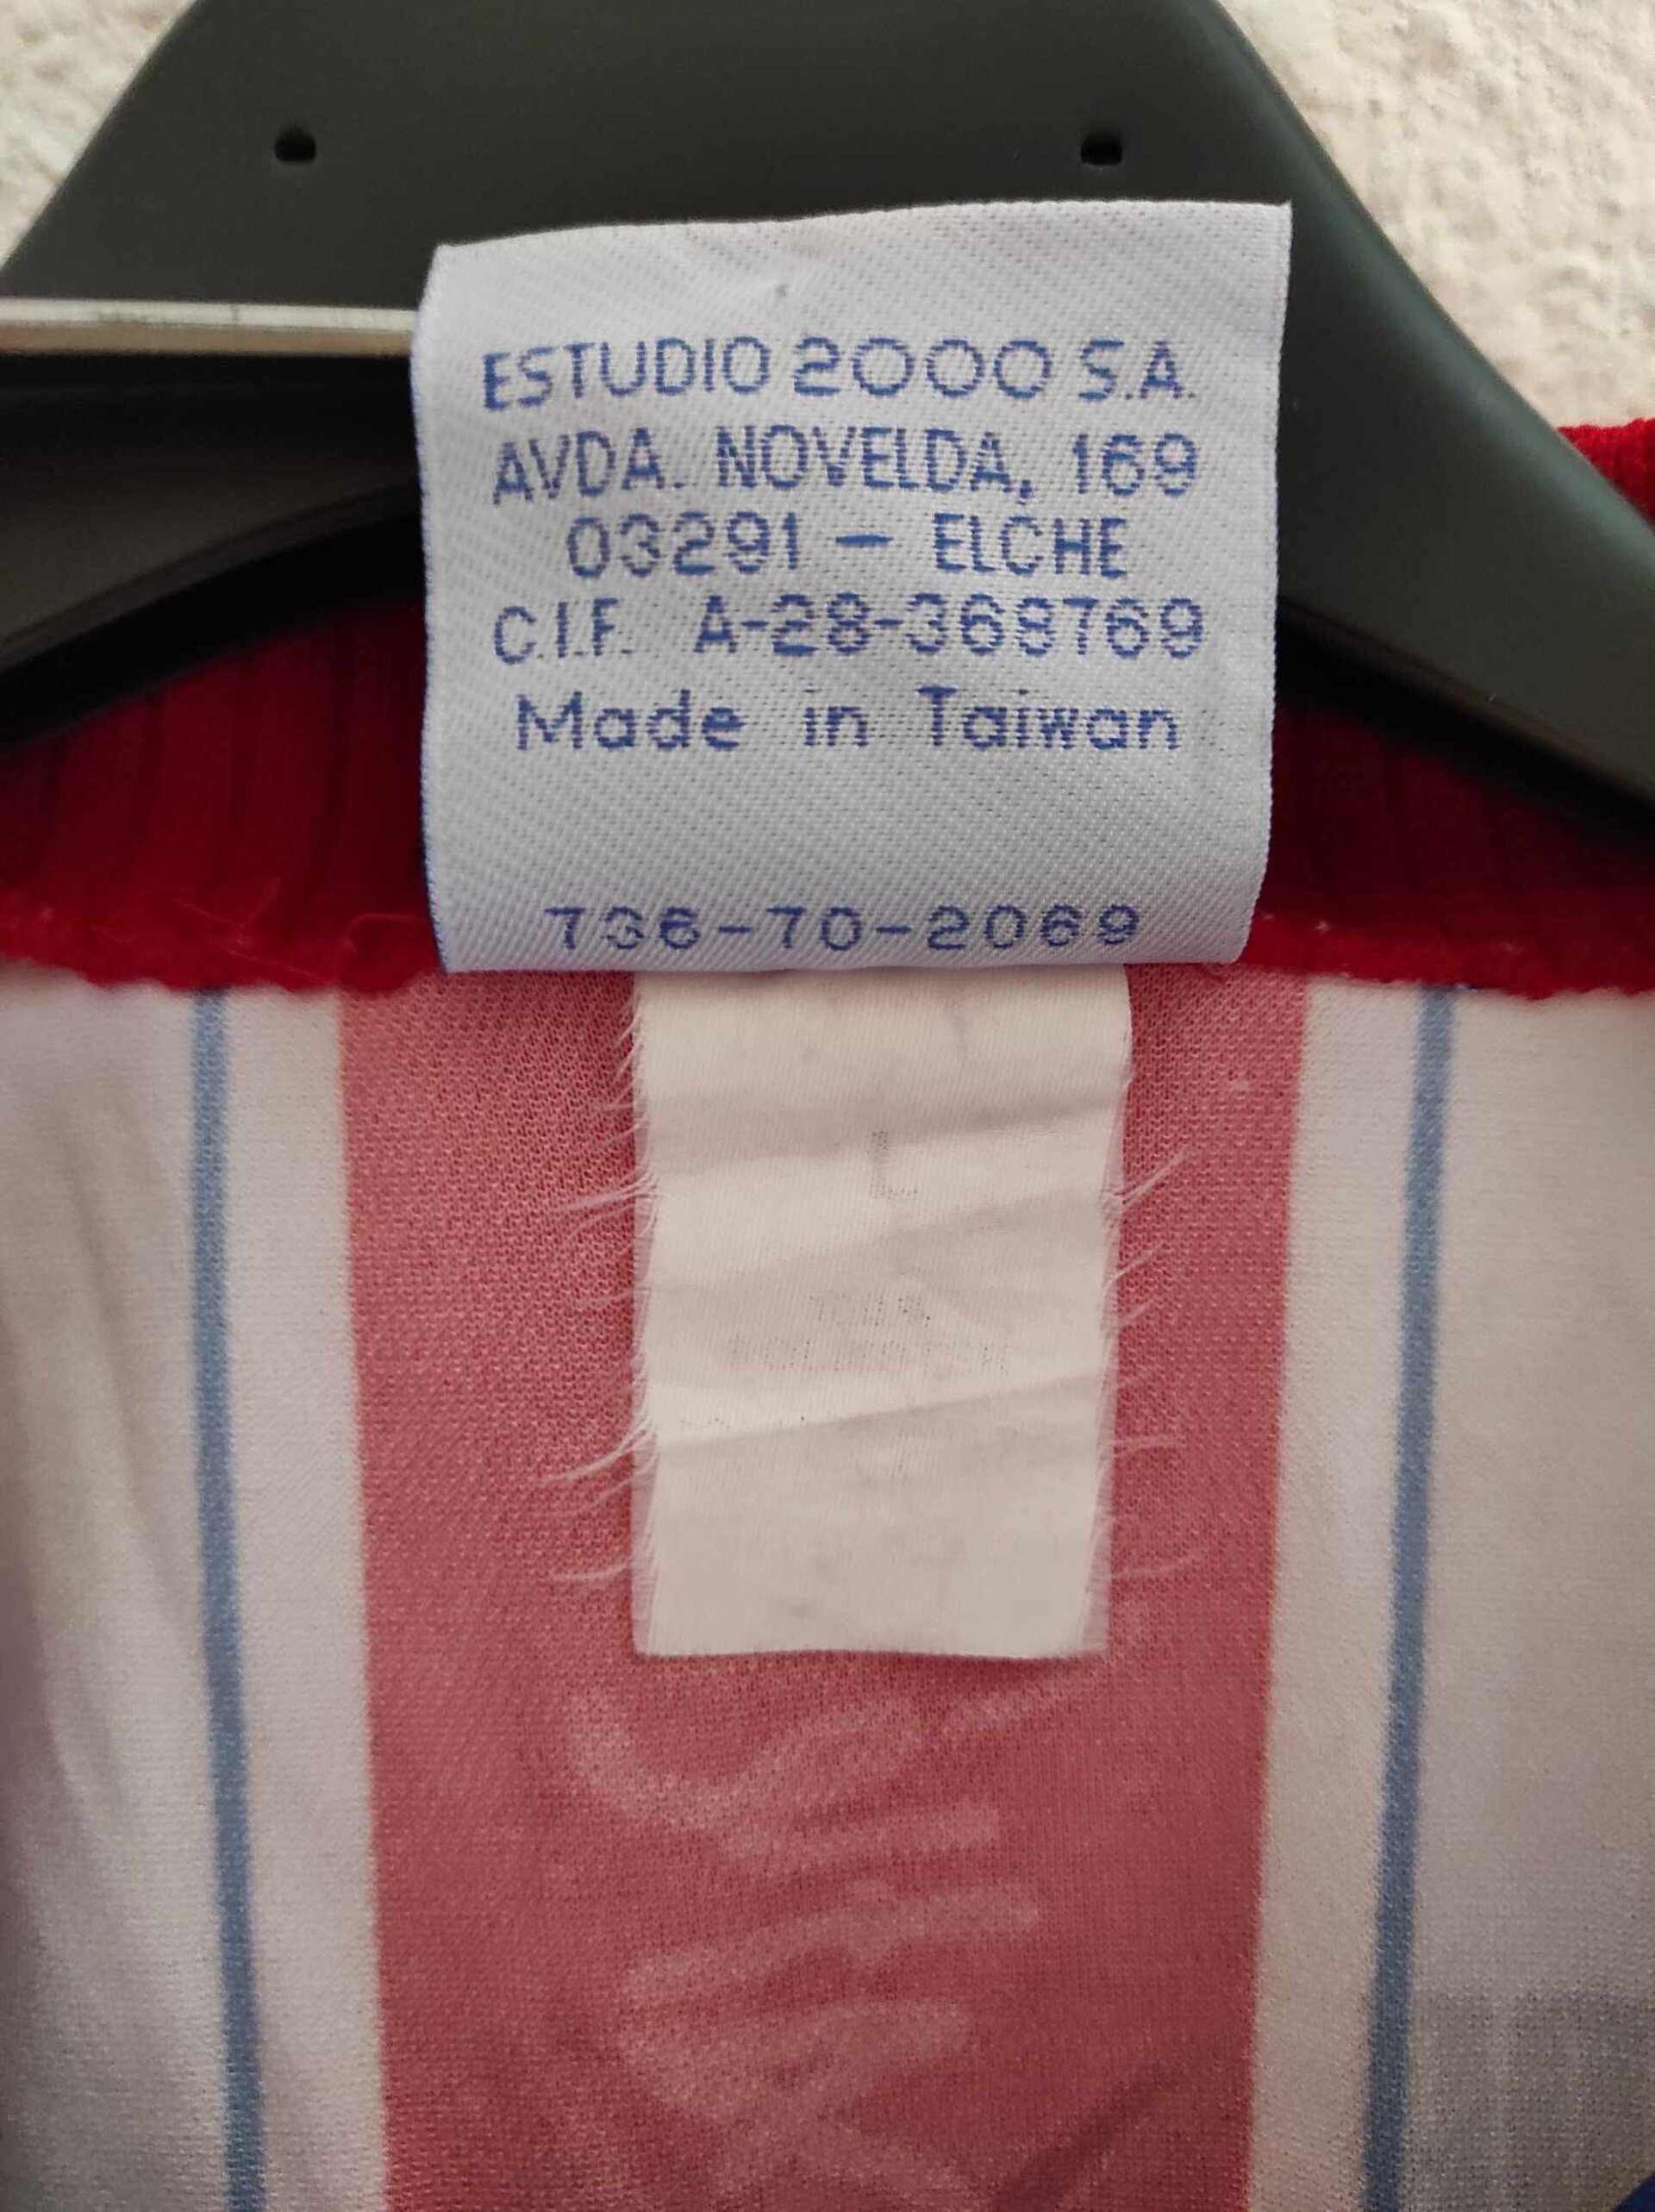 ESTUDIO 2000 S.A.
AVDA. NOVELDA, 169
03291 - ELCHE
C.I.F. A-28-368769
Made in Taiwan
736-70-2069
L